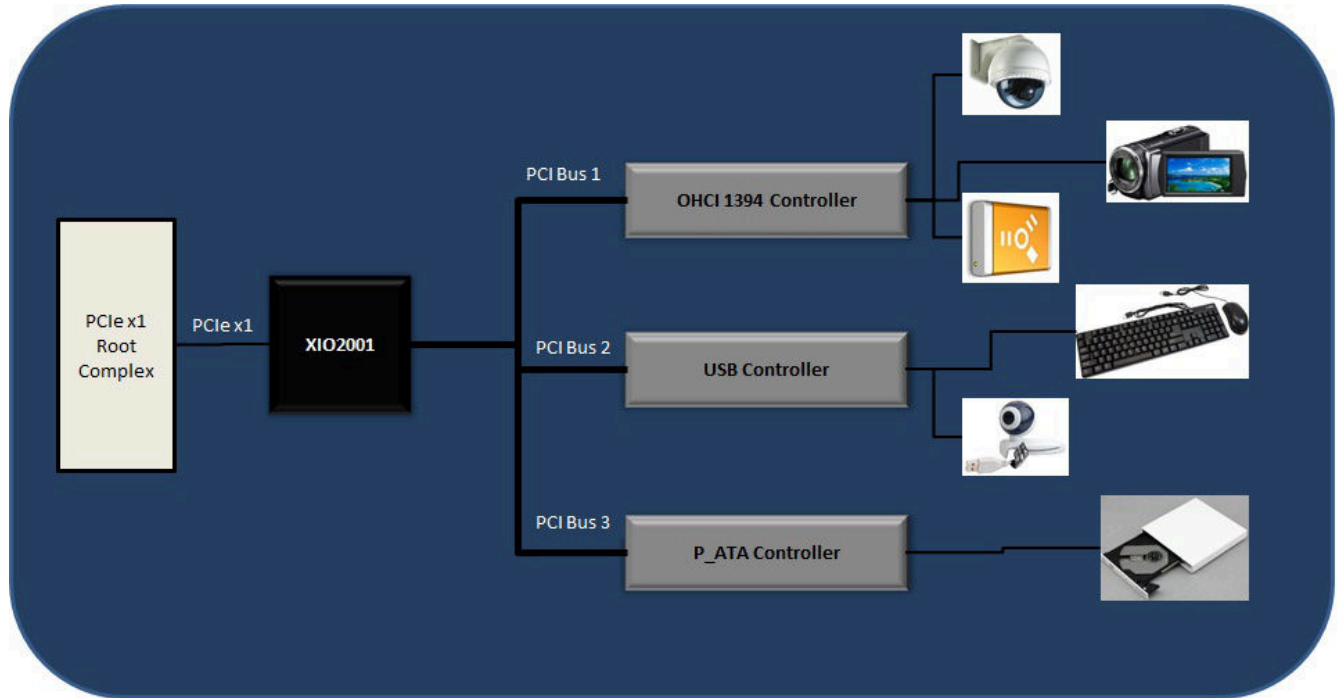 PCIe x1
Root
Complex
PCIe x1
XIO2001
PCI Bus 1
OHCI 1394 Controller
PCI Bus 2
USB Controller
PCI Bus 3
P_ATA Controller